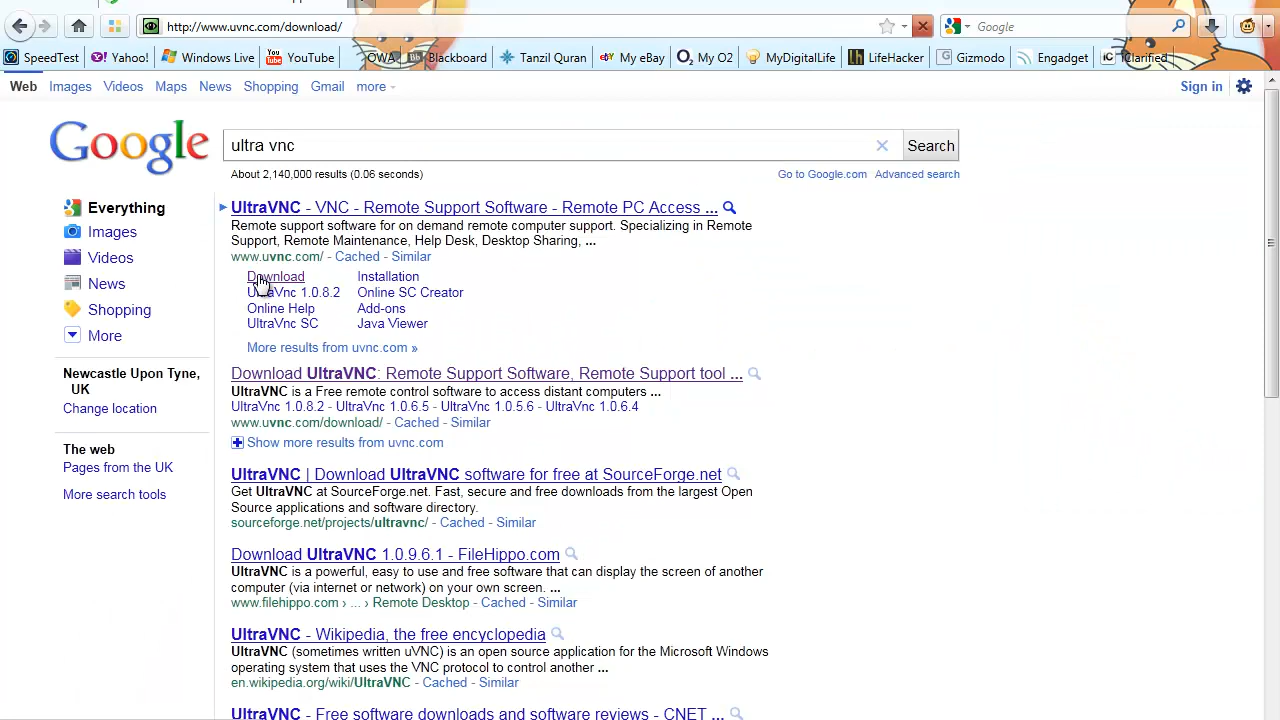 http://www.uvnc.com/download/
Google
SpeedTest Yahoo! Windows Live YouTube OWA Blackboard Tanzil Quran My eBay My O2 MyDigitalLife LifeHacker Gizmodo Engadget iClarified
Web Images Videos Maps News Shopping Gmail more
Sign in
Google
ultra vnc
Search
About 2,140,000 results (0.06 seconds)
Go to Google.com Advanced search
Everything
Images
Videos
News
Shopping
More
Newcastle Upon Tyne, UK
Change location
The web
Pages from the UK
More search tools
UltraVNC - VNC - Remote Support Software - Remote PC Access ...
Remote support software for on demand remote computer support. Specializing in Remote
Support, Remote Maintenance, Help Desk, Desktop Sharing, ...
www.uvnc.com/ - Cached - Similar
Download Installation
UltraVnc 1.0.8.2 Online SC Creator
Online Help Add-ons
UltraVnc SC Java Viewer
More results from uvnc.com »
Download UltraVNC: Remote Support Software, Remote Support tool ...
UltraVNC is a Free remote control software to access distant computers ...
UltraVnc 1.0.8.2 - UltraVnc 1.0.6.5 - UltraVnc 1.0.5.6 - UltraVnc 1.0.6.4
www.uvnc.com/download/ - Cached - Similar
Show more results from uvnc.com
UltraVNC | Download UltraVNC software for free at SourceForge.net
Get UltraVNC at SourceForge.net. Fast, secure and free downloads from the largest Open
Source applications and software directory.
sourceforge.net/projects/ultravnc/ - Cached - Similar
Download UltraVNC 1.0.9.6.1 - FileHippo.com
UltraVNC is a powerful, easy to use and free software that can display the screen of another
computer (via internet or network) on your own screen. ...
www.filehippo.com › ... › Remote Desktop - Cached - Similar
UltraVNC - Wikipedia, the free encyclopedia
UltraVNC (sometimes written uVNC) is an open source application for the Microsoft Windows
operating system that uses the VNC protocol to control another ...
en.wikipedia.org/wiki/UltraVNC - Cached - Similar
UltraVNC - Free software downloads and software reviews - CNET ...